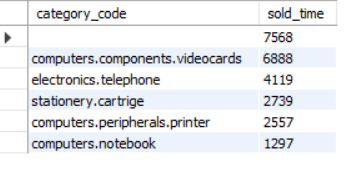 category_code sold_time
7568
computers.components.videocards 6888
electronics.telephone 4119
stationery.cartrige 2739
computers.peripherals.printer 2557
computers.notebook 1297